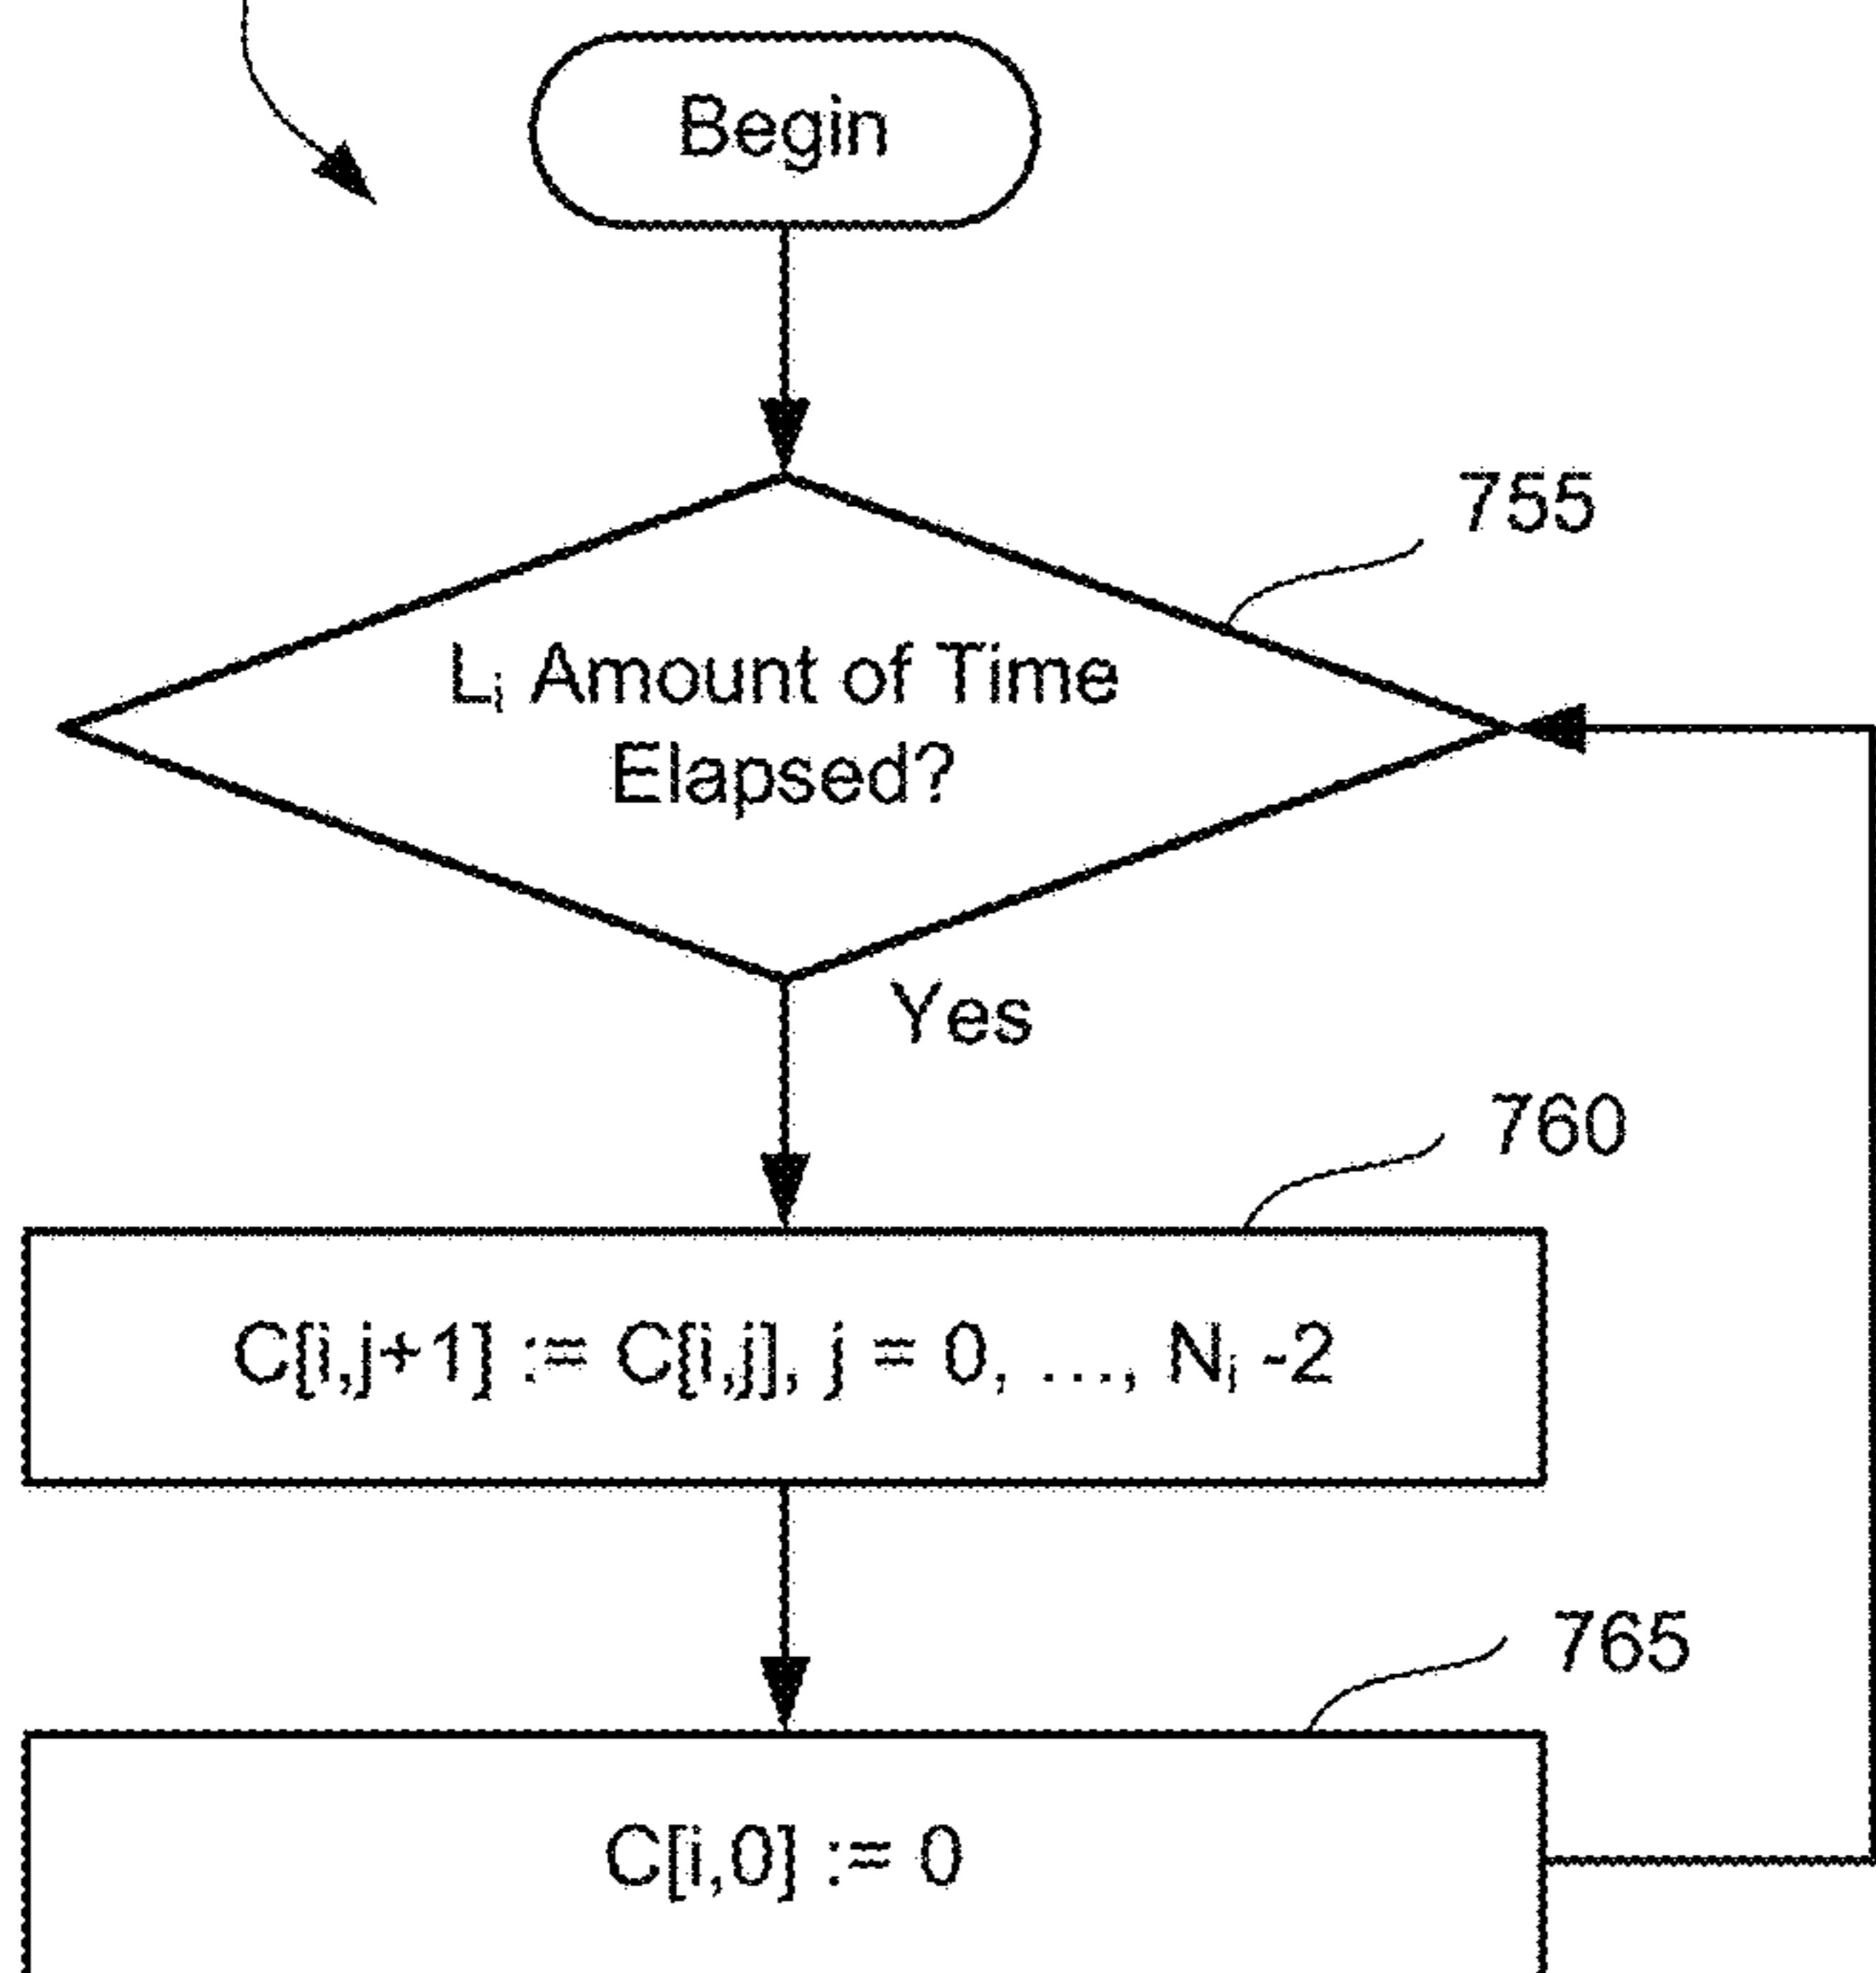 Begin
755
Lᵢ Amount of Time
Elapsed?
Yes
760
C[i,j+1] := C[i,j], j = 0, ..., Nᵢ -2
765
C[i,0] := 0